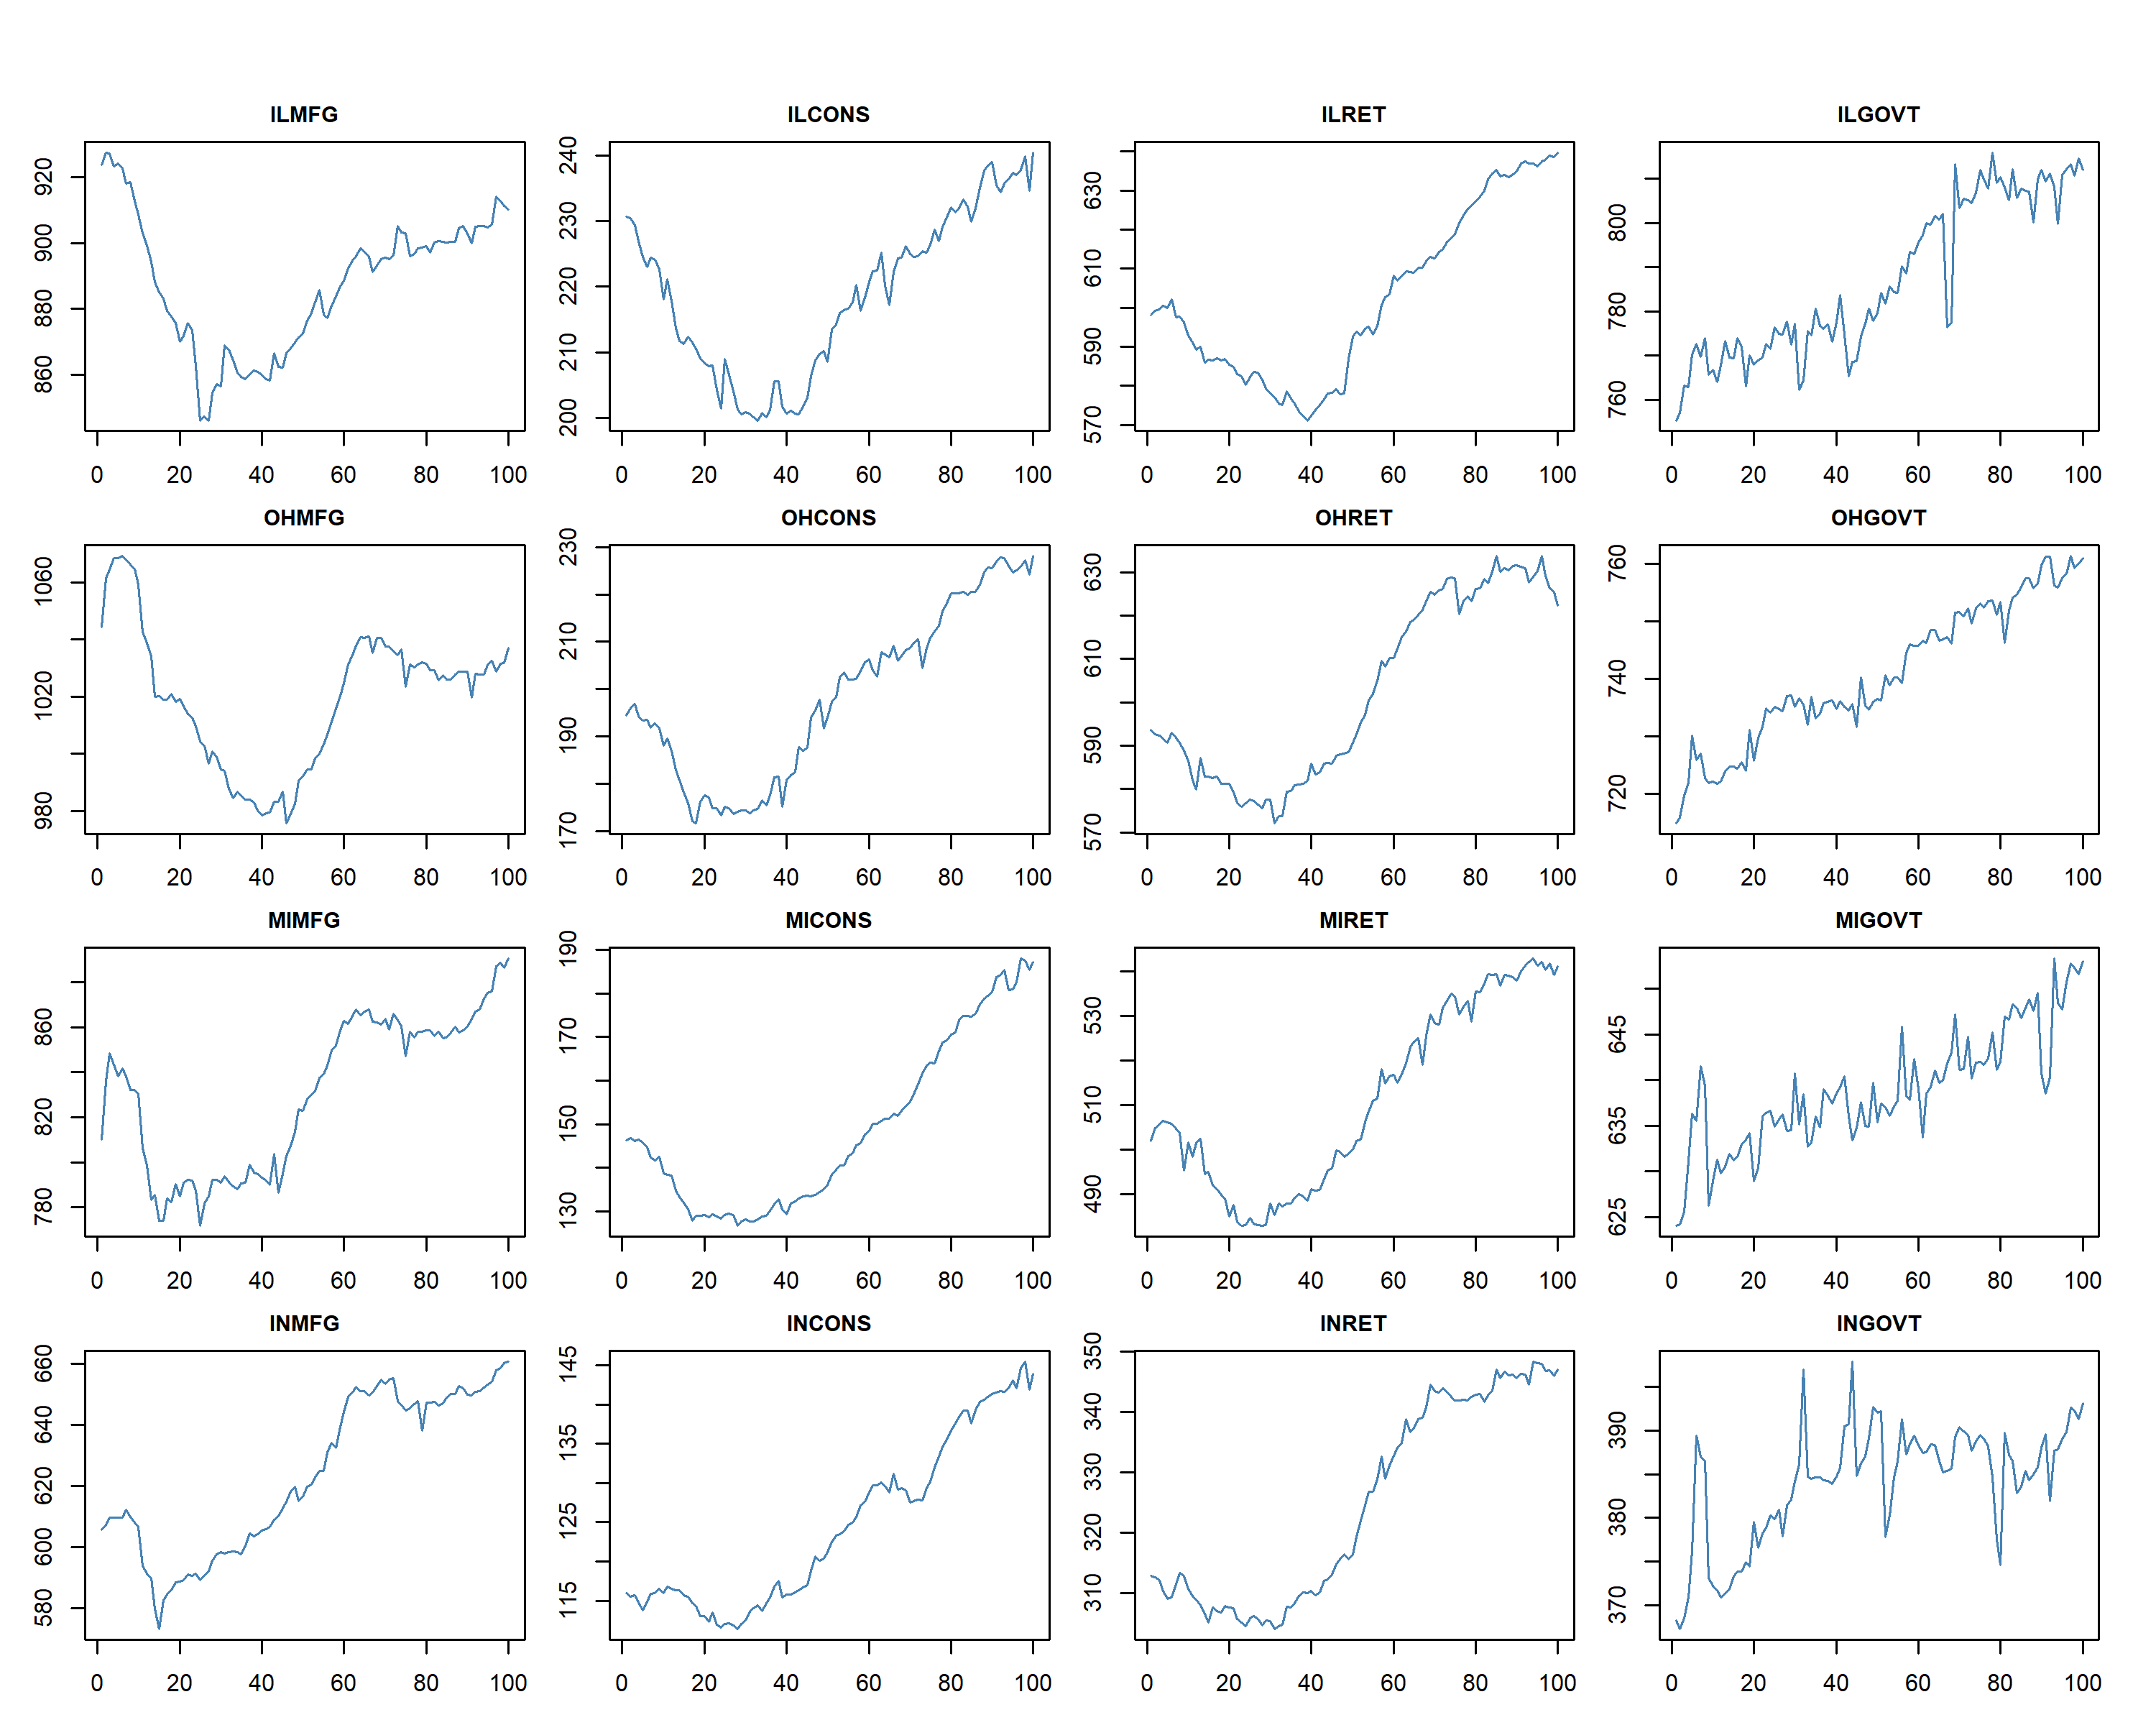 ILMFG ILCONS ILRET ILGOVT
920 240 630 800
900 230 610 780
880 220 590 760
860 210 570
200
0 20 40 60 80 100 0 20 40 60 80 100 0 20 40 60 80 100 0 20 40 60 80 100
OHMFG OHCONS OHRET OHGOVT
1060 230 630 760
1020 210 610 740
980 190 590 720
170 570
0 20 40 60 80 100 0 20 40 60 80 100 0 20 40 60 80 100 0 20 40 60 80 100
MIMFG MICONS MIRET MIGOVT
860 190 530 645
820 170 510 635
780 150 490 625
130
0 20 40 60 80 100 0 20 40 60 80 100 0 20 40 60 80 100 0 20 40 60 80 100
INMFG INCONS INRET INGOVT
660 145 350 390
640 135 340 380
620 125 330 370
600 115 320
580 310
0 20 40 60 80 100 0 20 40 60 80 100 0 20 40 60 80 100 0 20 40 60 80 100